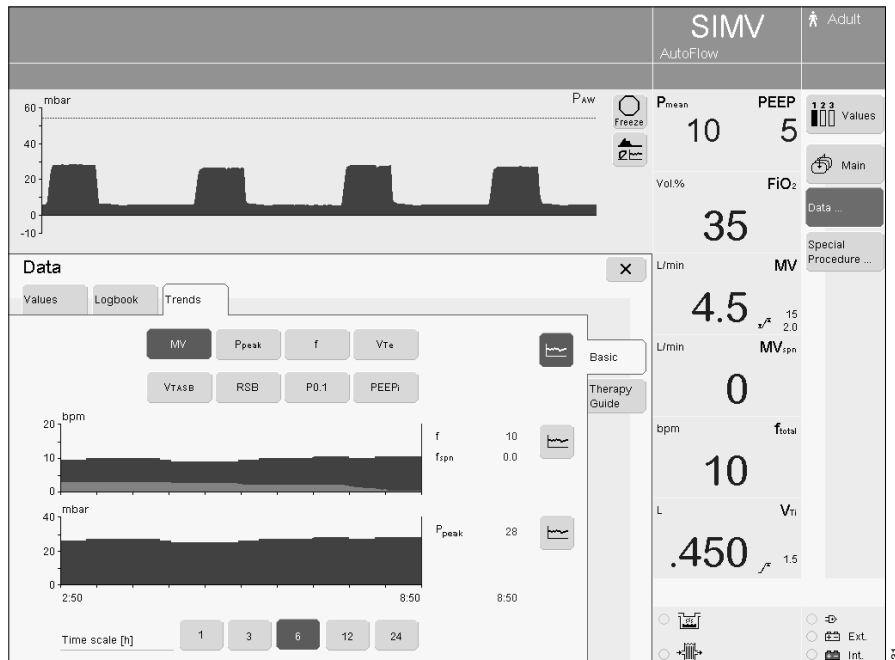 SIMV
Adult
AutoFlow
mbar
PAW
60
40
20
0
-10
Freeze
Pmean
PEEP
10
5
1 2 3
Values
Main
Data ...
Special
Procedure ...
Vol.%
FiO2
35
L/min
MV
4.5
15
2.0
L/min
MVspn
0
bpm
ftotal
10
L
VTi
.450
1.5
Data
Values
Logbook
Trends
MV
Ppeak
f
VTe
Basic
VTASB
RSB
P0.1
PEEPi
Therapy
Guide
bpm
20
10
0
f
10
fspn
0.0
mbar
40
20
0
Ppeak
28
2:50
8:50
8:50
Time scale [h]
1
3
6
12
24
Ext.
Int.